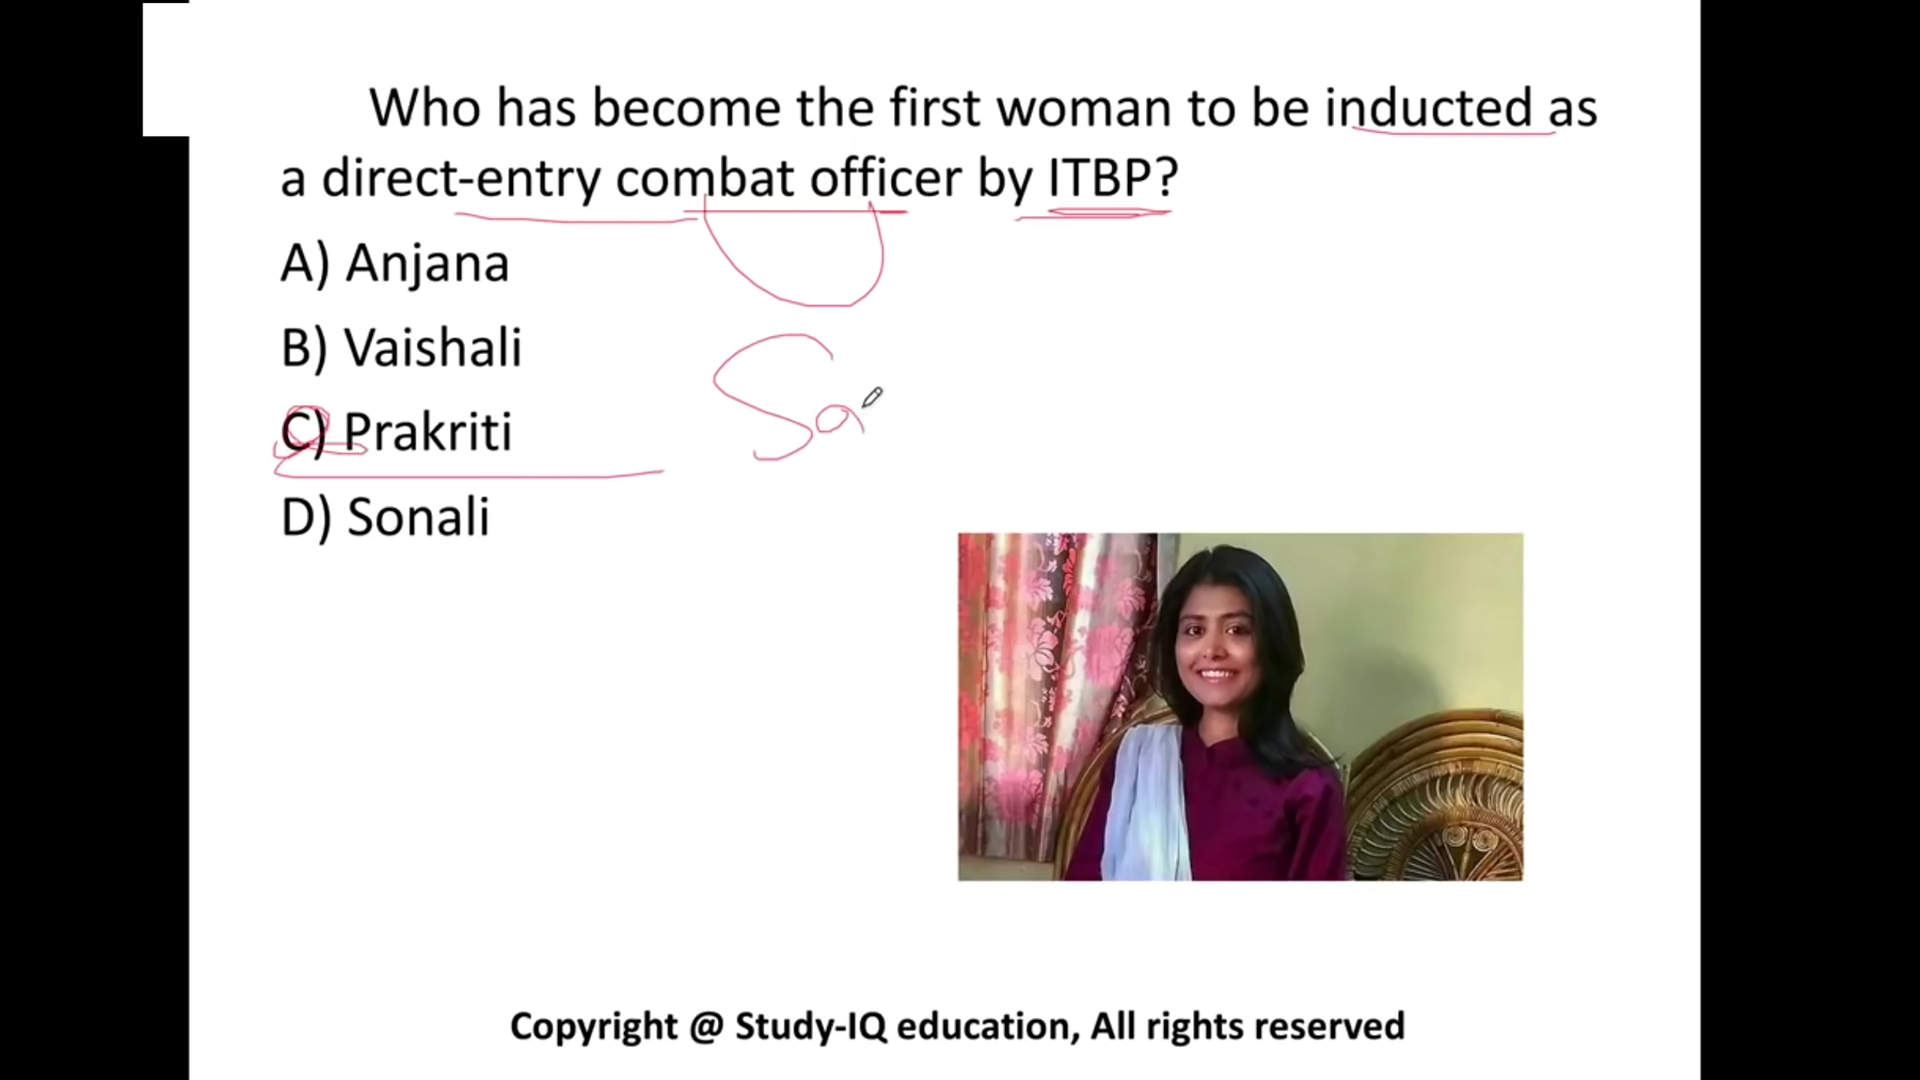 Who has become the first woman to be inducted as
a direct-entry combat officer by ITBP?
A) Anjana
B) Vaishali
C) Prakriti
Sa
D) Sonali
Copyright @ Study-IQ education, All rights reserved